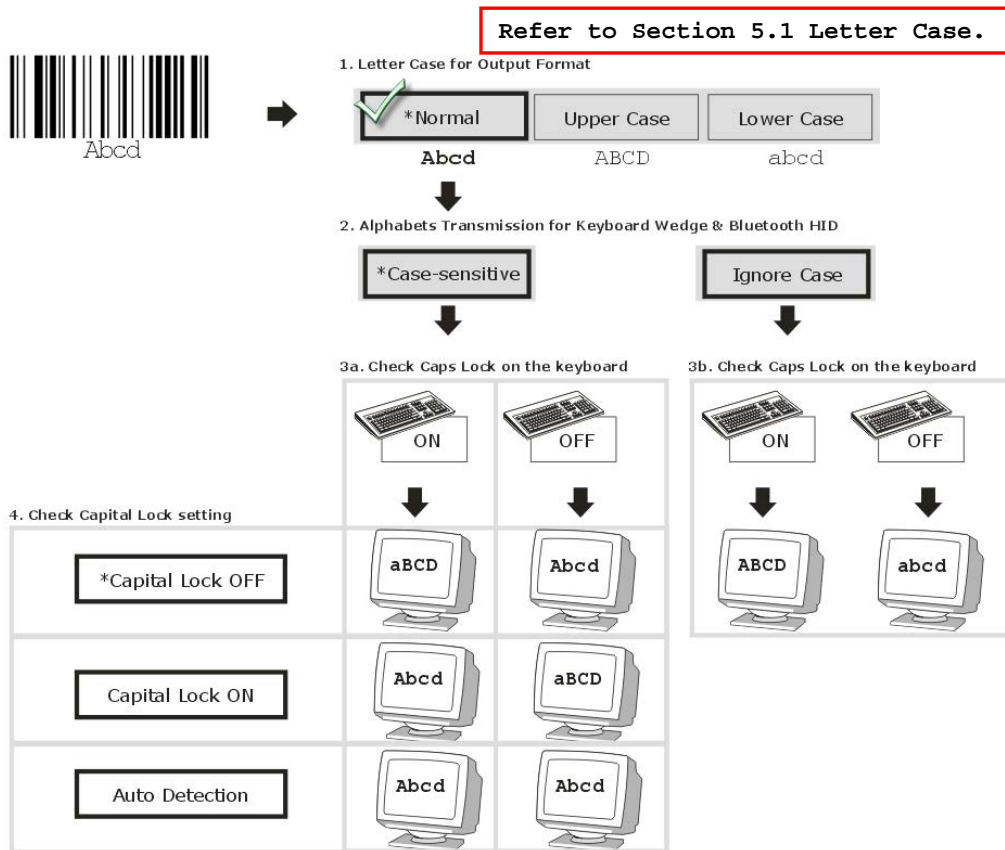 Refer to Section 5.1 Letter Case.
1. Letter Case for Output Format
*Normal Upper Case Lower Case
Abcd
Abcd ABCD abcd
2. Alphabets Transmission for Keyboard Wedge & Bluetooth HID
*Case-sensitive Ignore Case
3a. Check Caps Lock on the keyboard 3b. Check Caps Lock on the keyboard
ON OFF ON OFF
4. Check Capital Lock setting
*Capital Lock OFF aBCD Abcd ABCD abcd
Capital Lock ON Abcd aBCD
Auto Detection Abcd Abcd